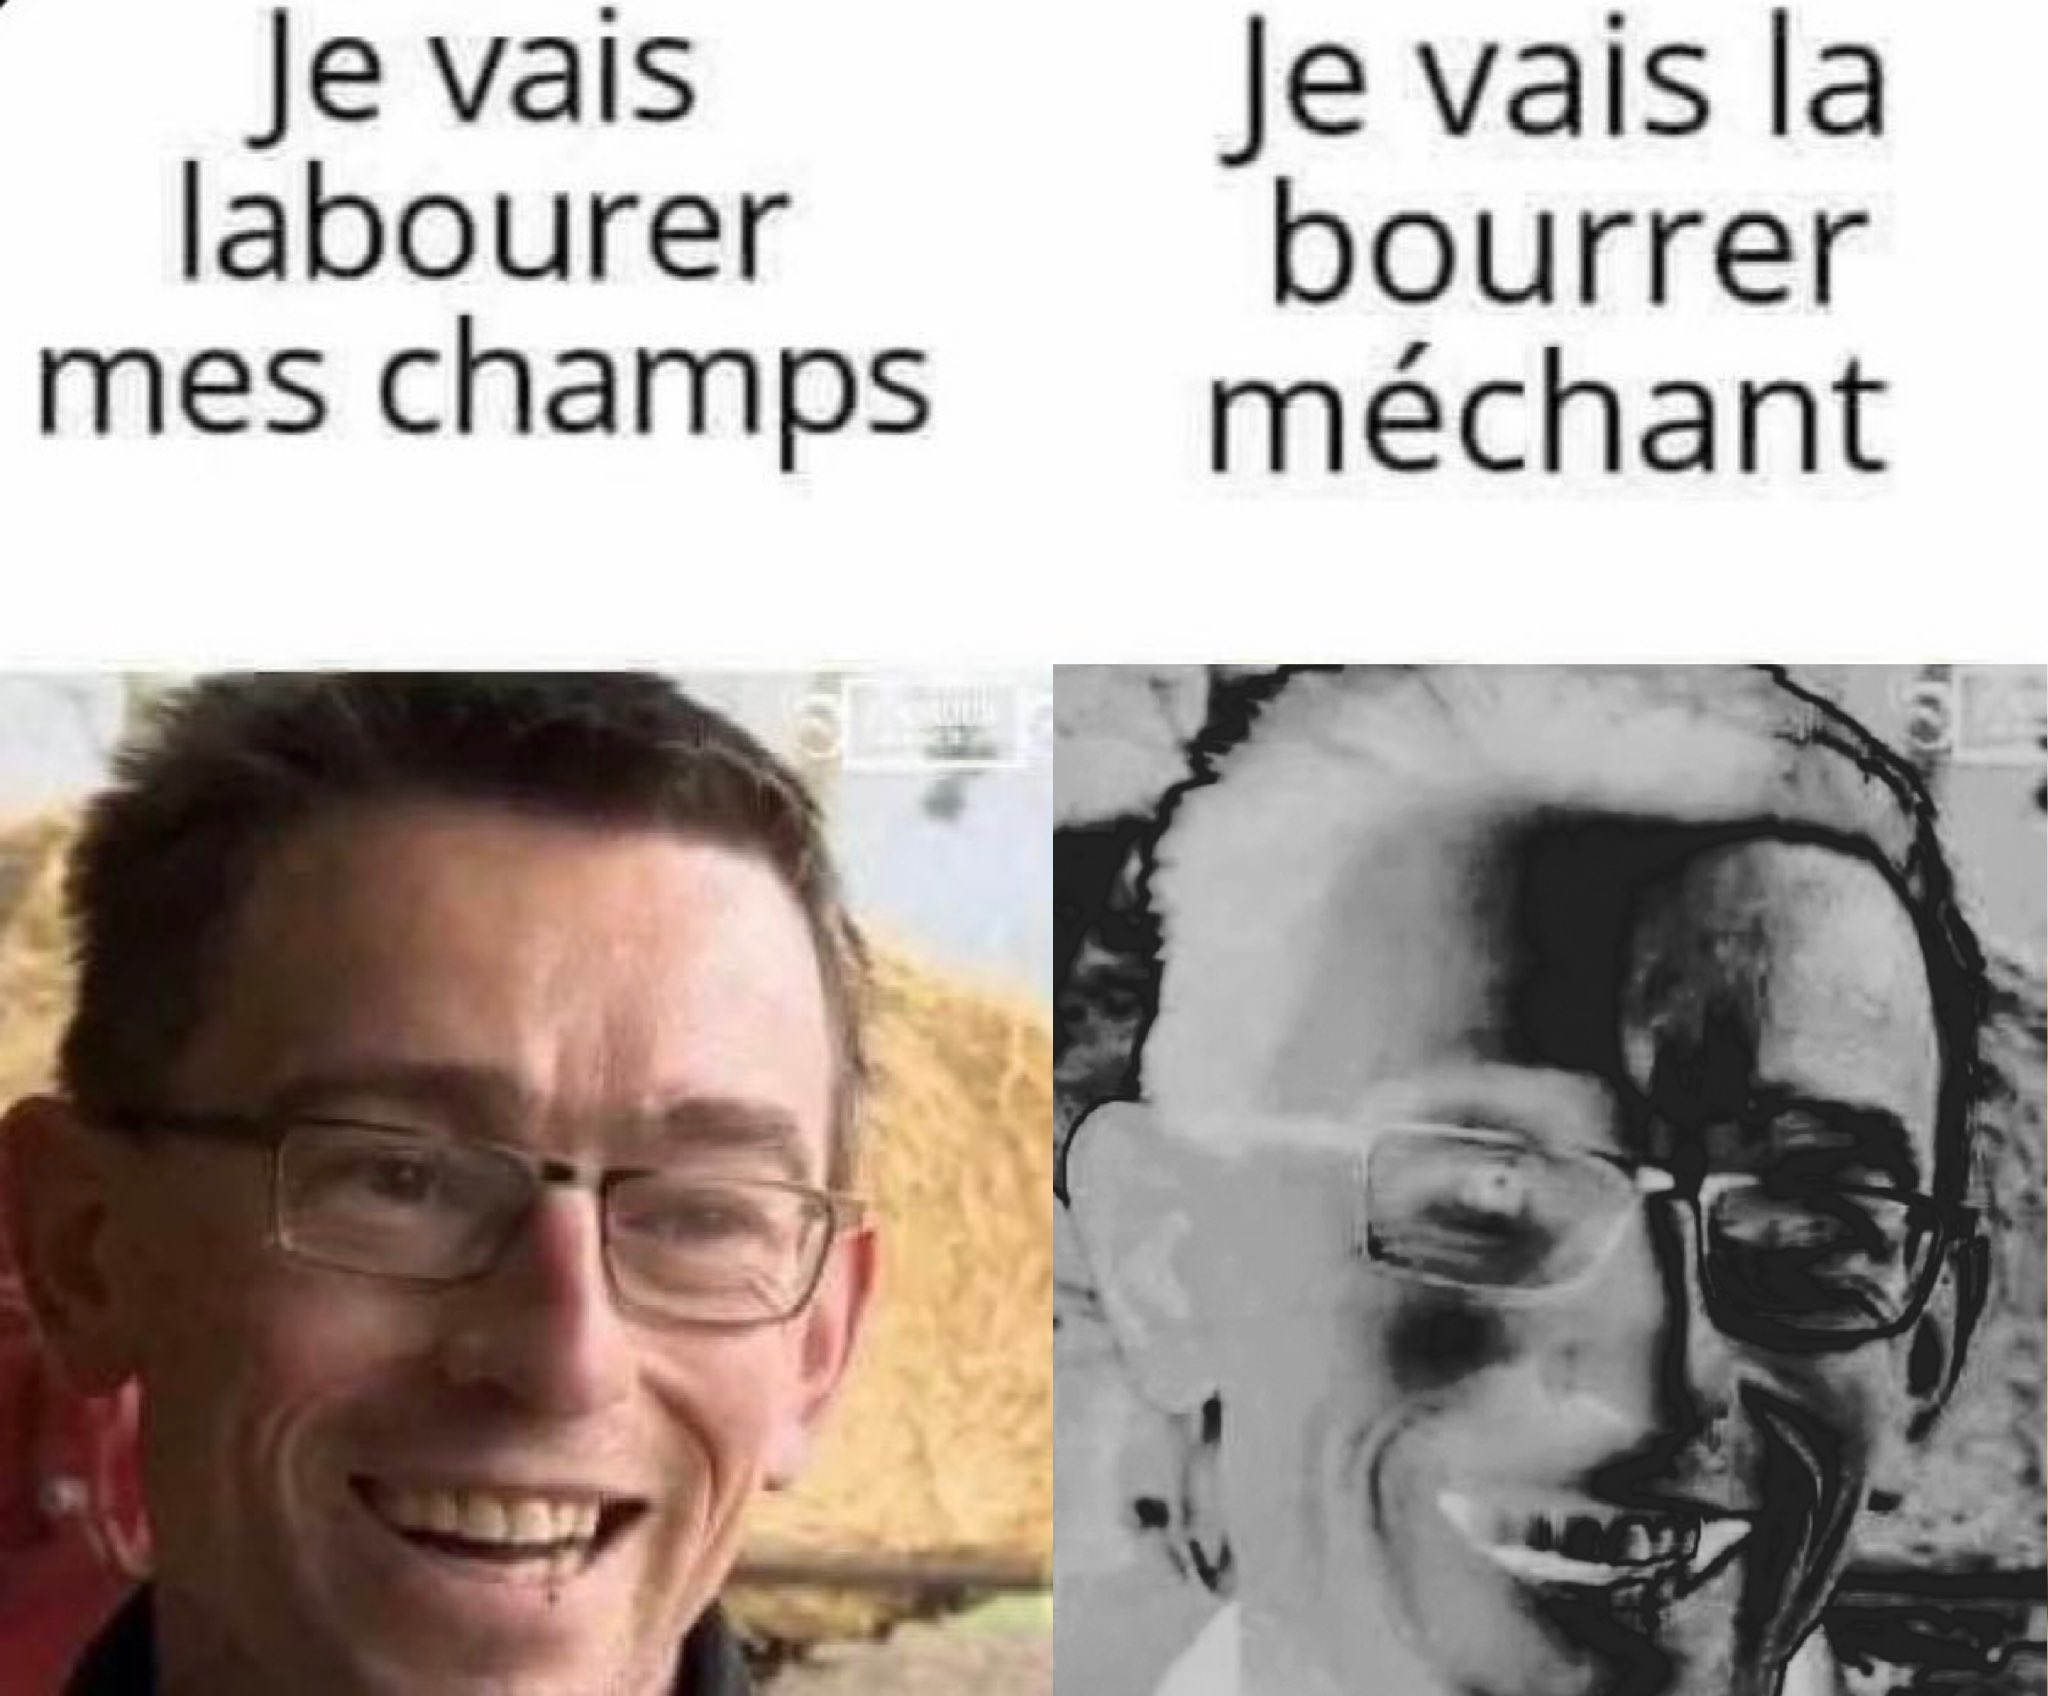 Je vais
labourer
mes champs
Je vais la
bourrer
méchant